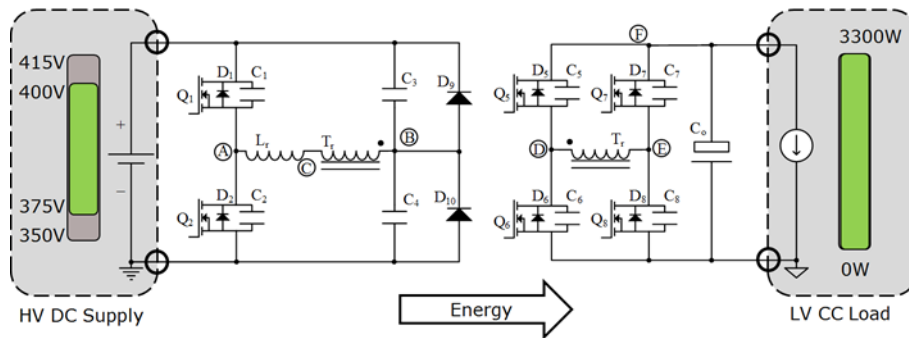 415V
400V
375V
350V
+
−
HV DC Supply
Q1
D1
C1
A
Lr
C
Tr
B
Q2
D2
C2
C3
C4
D9
D10
Energy
F
Q5
D5
C5
Q7
D7
C7
D
Tr
E
Q6
D6
C6
Q8
D8
C8
Co
3300W
0W
LV CC Load